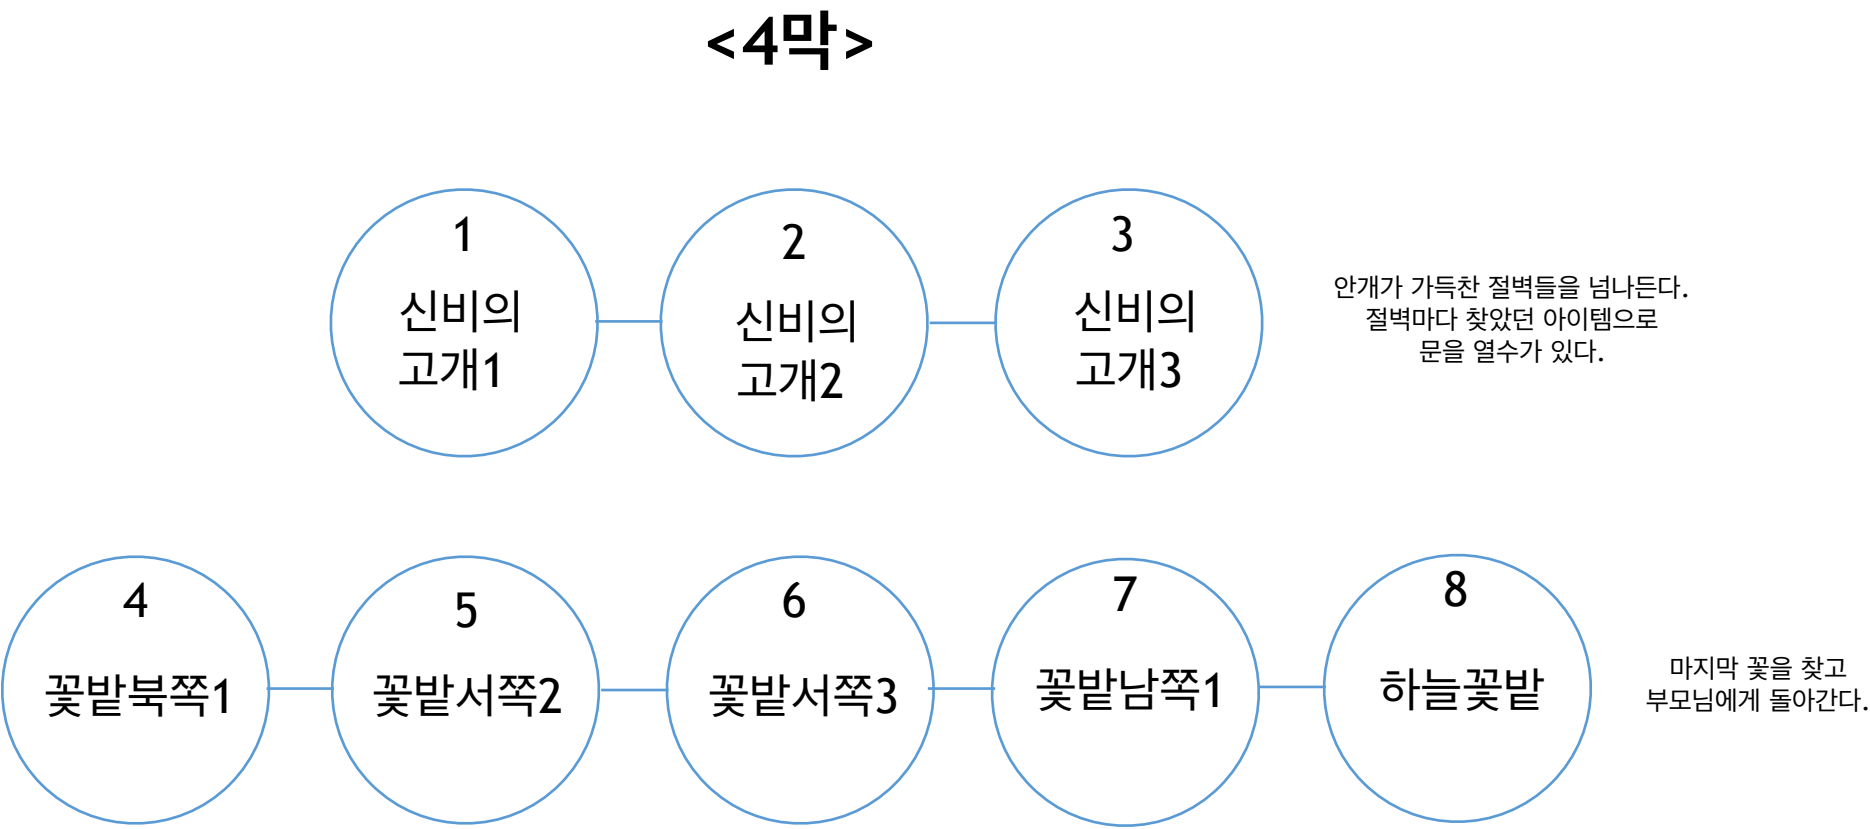 <4막>
1
신비의
고개1
2
신비의
고개2
3
신비의
고개3
안개가 가득찬 절벽들을 넘나든다.
절벽마다 찾았던 아이템으로
문을 열수가 있다.
4
꽃밭북쪽1
5
꽃밭서쪽2
6
꽃밭서쪽3
7
꽃밭남쪽1
8
하늘꽃밭
마지막 꽃을 찾고
부모님에게 돌아간다.